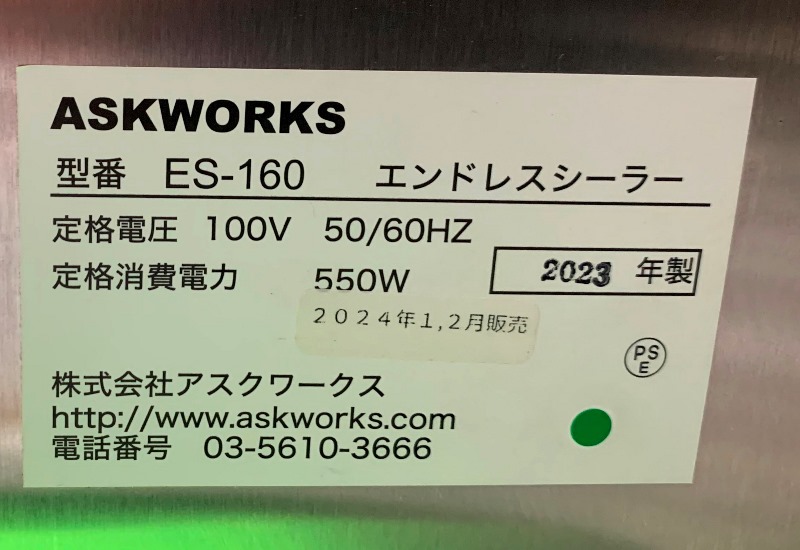 ASKWORKS
型番 ES-160 エンドレスシーラー
定格電圧 100V 50/60HZ
定格消費電力 550W
2023 年製
２０２４年１,２月販売
PS
E
株式会社アスクワークス
http://www.askworks.com
電話番号 03-5610-3666